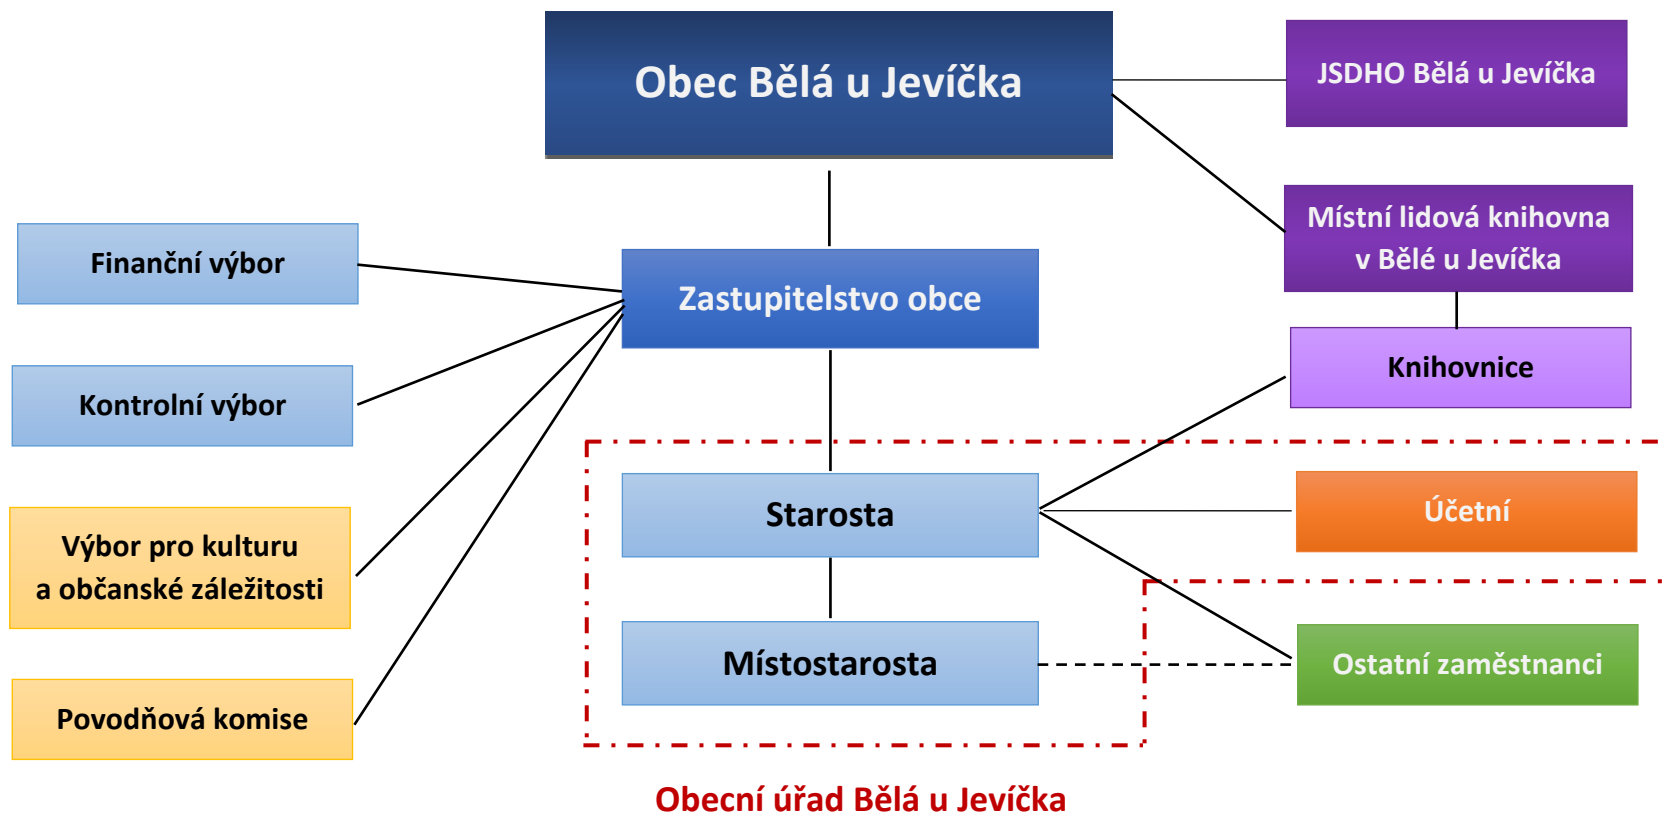 Obec Bělá u Jevíčka
JSDHO Bělá u Jevíčka
Místní lidová knihovna
v Bělé u Jevíčka
Finanční výbor
Zastupitelstvo obce
Knihovnice
Kontrolní výbor
Starosta
Účetní
Výbor pro kulturu
a občanské záležitosti
Místostarosta
Ostatní zaměstnanci
Povodňová komise
Obecní úřad Bělá u Jevíčka